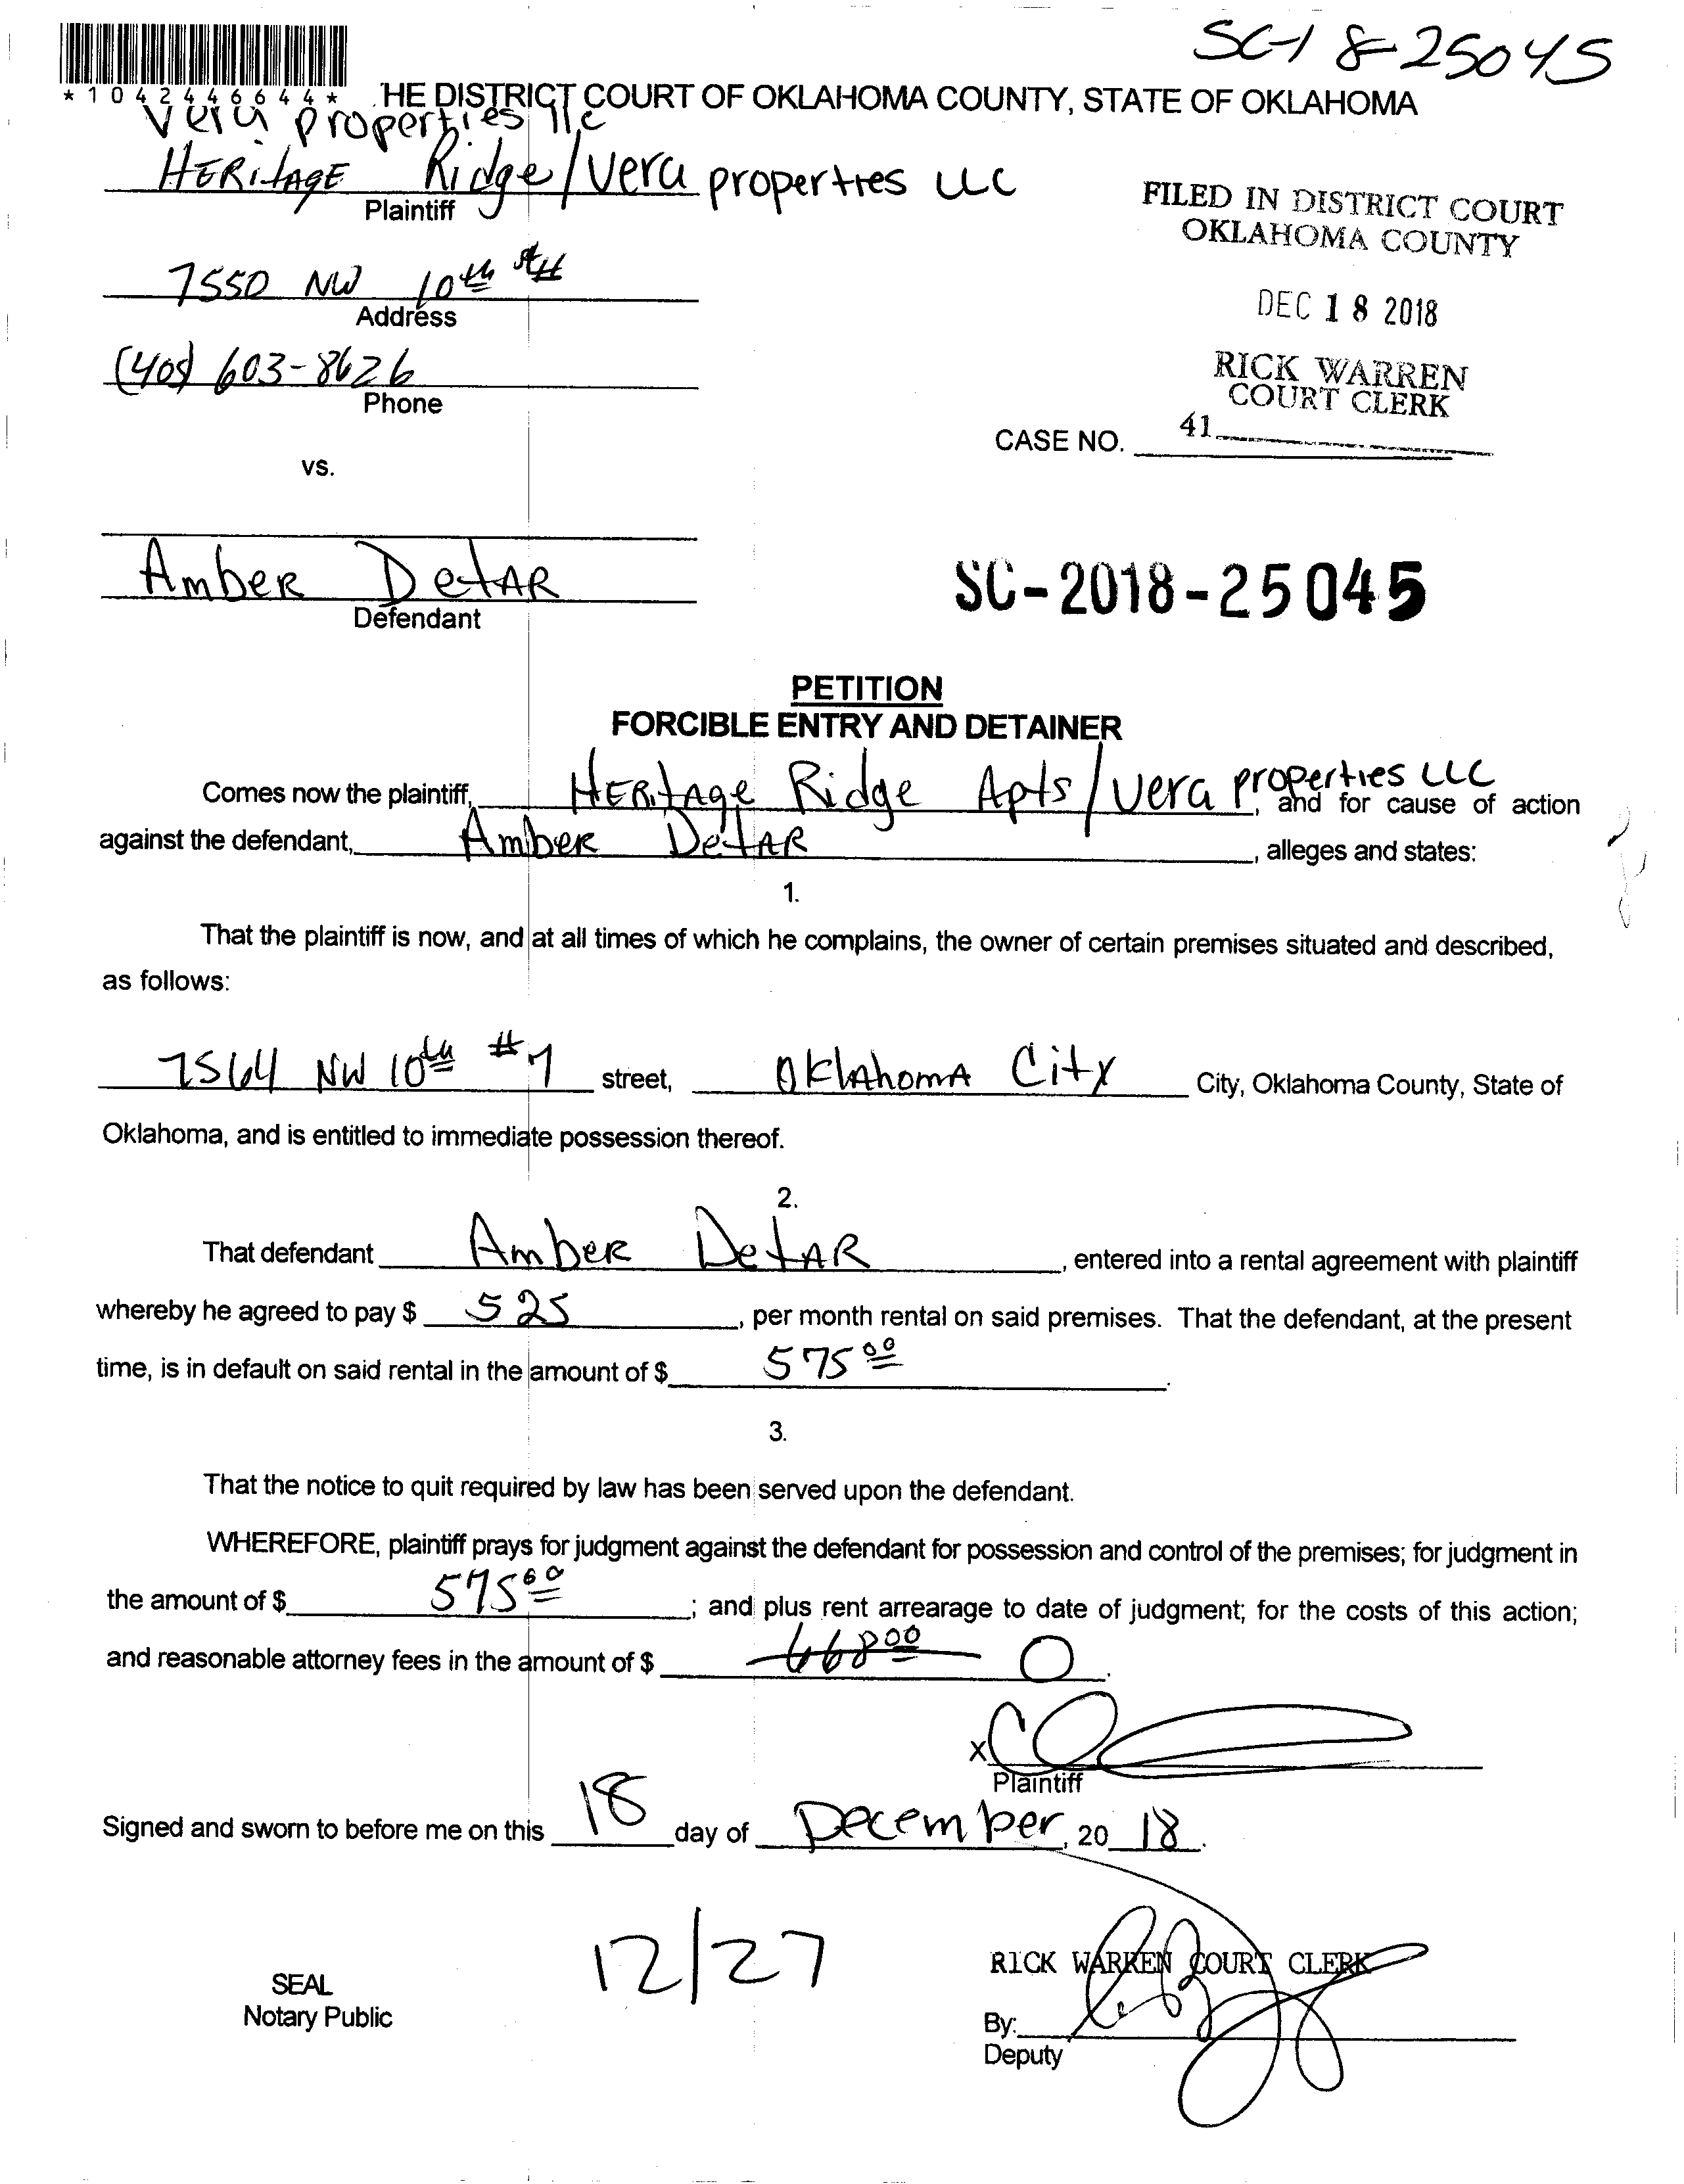 SC-18-25045
*1042446644*
HE DISTRICT COURT OF OKLAHOMA COUNTY, STATE OF OKLAHOMA
Vera properties llc
HERitAGE Ridge/Vera properties LLC
Plaintiff
FILED IN DISTRICT COURT
OKLAHOMA COUNTY
7550 NW 10th
Address
DEC 18 2018
(405) 603-8626
Phone
RICK WARREN
COURT CLERK
CASE NO. 41
vs.
Amber DetAR
Defendant
SC-2018-25045
PETITION
FORCIBLE ENTRY AND DETAINER
Comes now the plaintiff, HERitAge Ridge Apts/Vera properties LLC, and for cause of action
against the defendant, Amber DetAR, alleges and states:
1.
That the plaintiff is now, and at all times of which he complains, the owner of certain premises situated and described,
as follows:
7564 NW 10th #7 street, OklAhomA City City, Oklahoma County, State of
Oklahoma, and is entitled to immediate possession thereof.
2.
That defendant Amber DetAR, entered into a rental agreement with plaintiff
whereby he agreed to pay $ 525, per month rental on said premises. That the defendant, at the present
time, is in default on said rental in the amount of $ 575 00.
3.
That the notice to quit required by law has been served upon the defendant.
WHEREFORE, plaintiff prays for judgment against the defendant for possession and control of the premises; for judgment in
the amount of $ 575 00; and plus rent arrearage to date of judgment; for the costs of this action;
and reasonable attorney fees in the amount of $ 668 00 0.
x
Plaintiff
Signed and sworn to before me on this 18 day of December, 20 18.
12/27
RICK WARREN COURT CLERK
SEAL
Notary Public
By:
Deputy